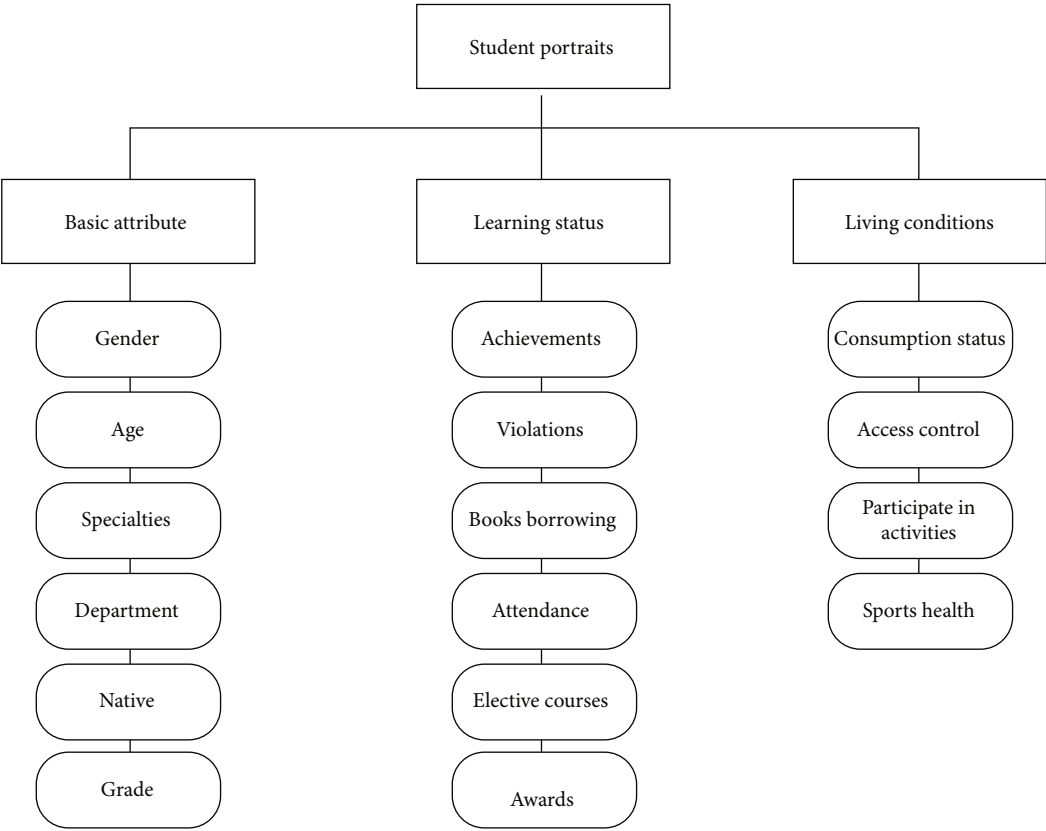 Student portraits
Basic attribute
Learning status
Living conditions
Gender
Age
Specialties
Department
Native
Grade
Achievements
Violations
Books borrowing
Attendance
Elective courses
Awards
Consumption status
Access control
Participate in
activities
Sports health